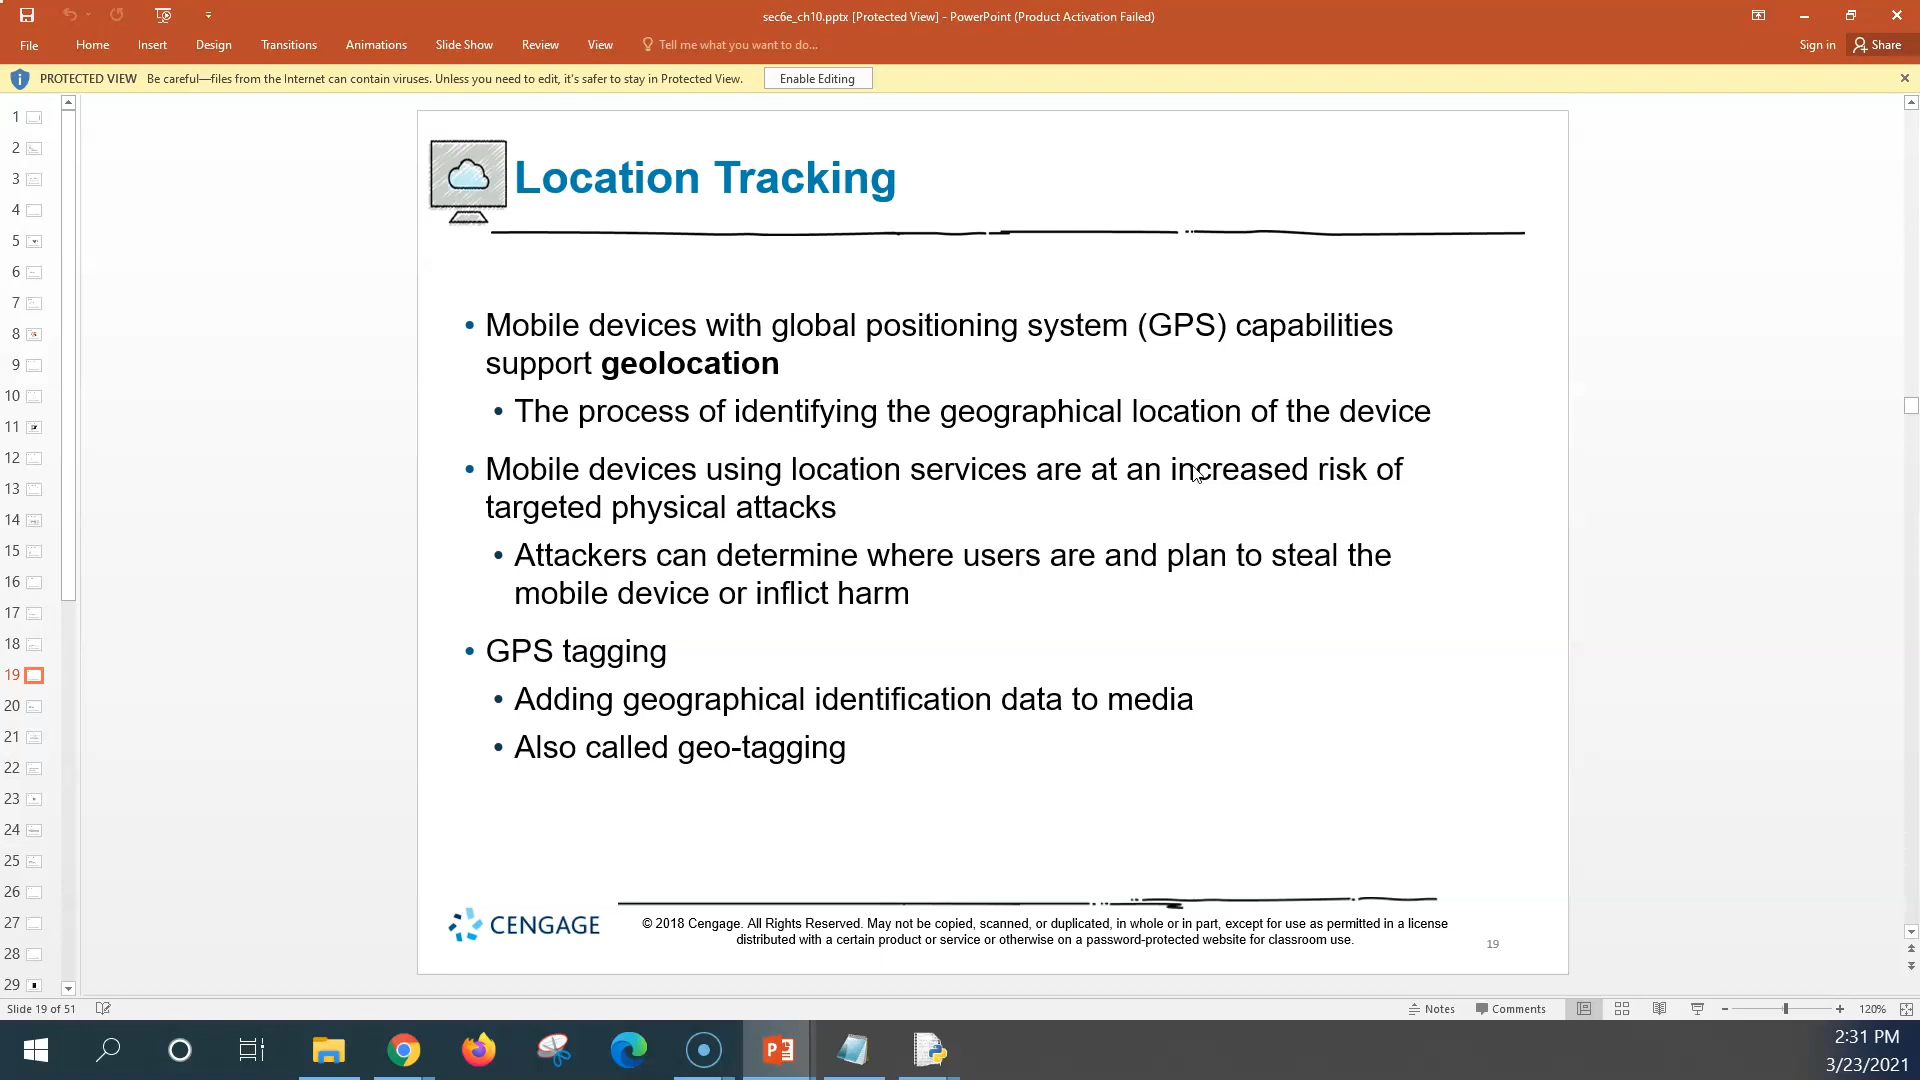 sec6e_ch10.pptx [Protected View] - PowerPoint (Product Activation Failed)
File Home Insert Design Transitions Animations Slide Show Review View Tell me what you want to do... Sign in Share
PROTECTED VIEW Be careful—files from the Internet can contain viruses. Unless you need to edit, it's safer to stay in Protected View. Enable Editing
1
2
3
4
5
6
7
8
9
10
11
12
13
14
15
16
17
18
19
20
21
22
23
24
25
26
27
28
29
Location Tracking
• Mobile devices with global positioning system (GPS) capabilities
support geolocation
• The process of identifying the geographical location of the device
• Mobile devices using location services are at an increased risk of
targeted physical attacks
• Attackers can determine where users are and plan to steal the
mobile device or inflict harm
• GPS tagging
• Adding geographical identification data to media
• Also called geo-tagging
CENGAGE
© 2018 Cengage. All Rights Reserved. May not be copied, scanned, or duplicated, in whole or in part, except for use as permitted in a license
distributed with a certain product or service or otherwise on a password-protected website for classroom use.
19
Slide 19 of 51 Notes Comments 120%
2:31 PM
3/23/2021